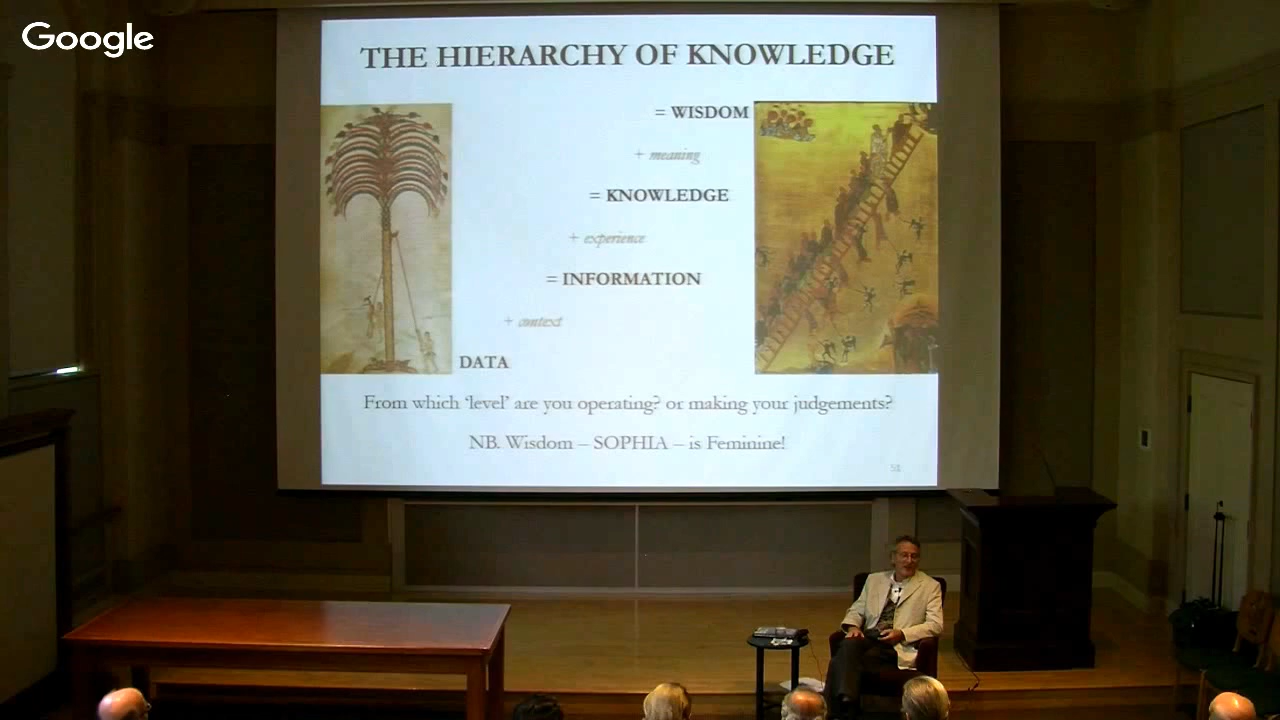 Google
THE HIERARCHY OF KNOWLEDGE
= WISDOM
+ meaning
= KNOWLEDGE
+ experience
= INFORMATION
+ context
DATA
From which ‘level’ are you operating? or making your judgements?
NB. Wisdom – SOPHIA – is Feminine!